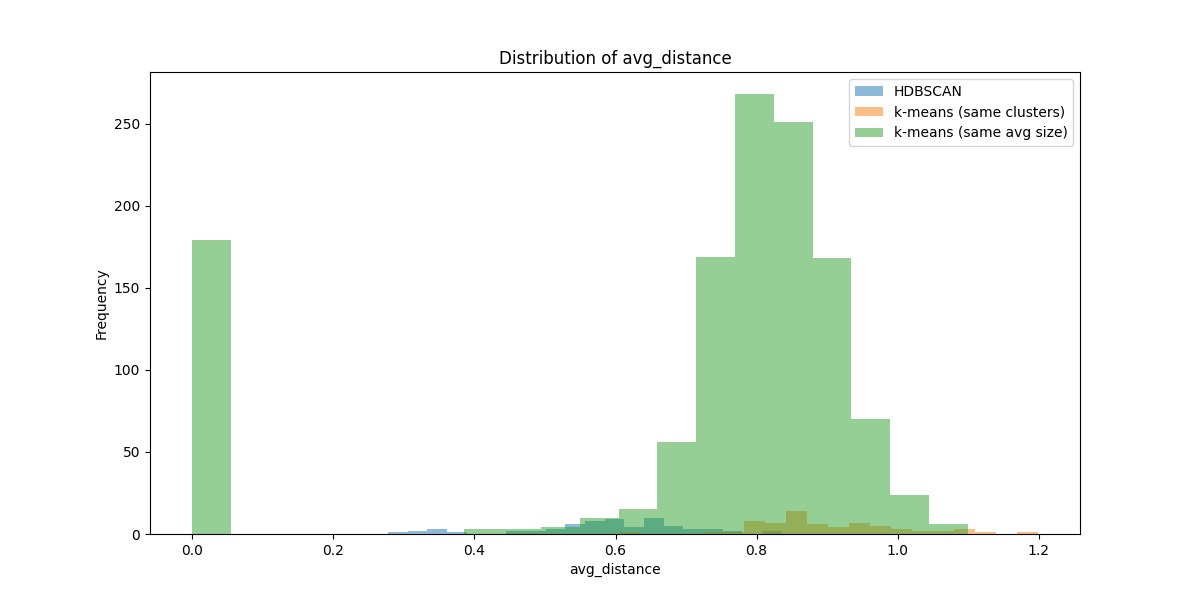 Distribution of avg_distance
HDBSCAN
k-means (same clusters)
k-means (same avg size)
Frequency
250
200
150
100
50
0
0.0 0.2 0.4 0.6 0.8 1.0 1.2
avg_distance